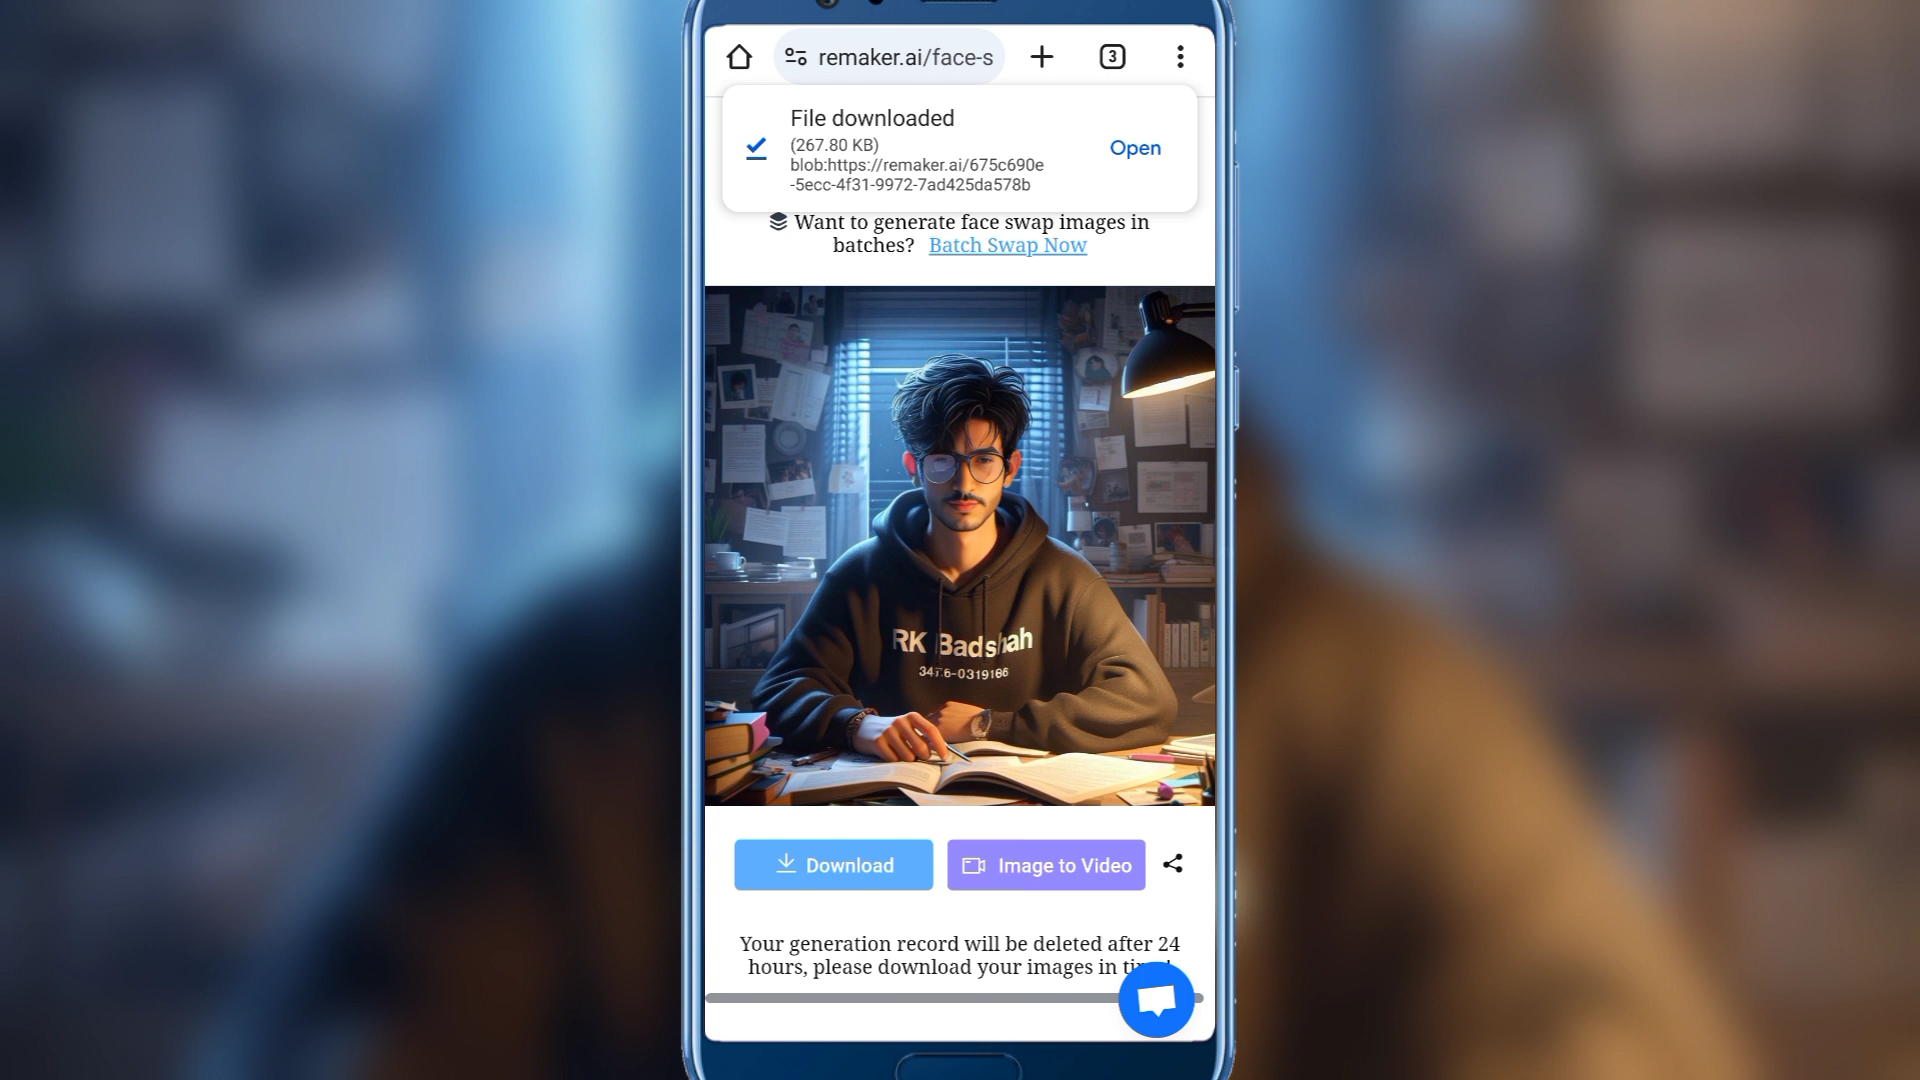 remaker.ai/face-s
3
File downloaded
(267.80 KB)
Open
blob:https://remaker.ai/675c690e
-5ecc-4f31-9972-7ad425da578b
Want to generate face swap images in
batches? Batch Swap Now
RK Badshah
Download
Image to Video
Your generation record will be deleted after 24
hours, please download your images in